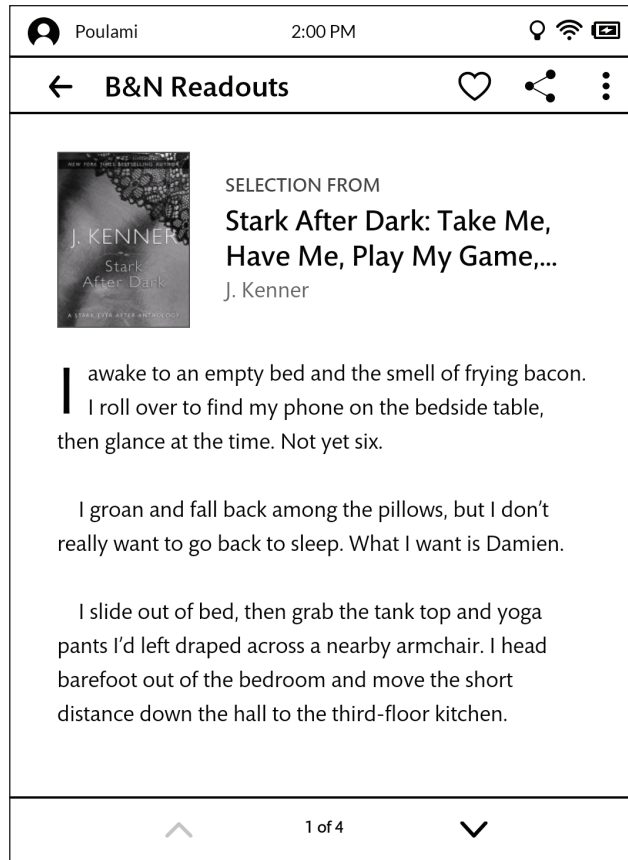 Poulami
2:00 PM
B&N Readouts
NEW YORK TIMES BESTSELLING AUTHOR
J. KENNER
Stark
After Dark
A STARK EVER AFTER ANTHOLOGY
SELECTION FROM
Stark After Dark: Take Me,
Have Me, Play My Game,...
J. Kenner
I awake to an empty bed and the smell of frying bacon.
I roll over to find my phone on the bedside table,
then glance at the time. Not yet six.
I groan and fall back among the pillows, but I don’t
really want to go back to sleep. What I want is Damien.
I slide out of bed, then grab the tank top and yoga
pants I’d left draped across a nearby armchair. I head
barefoot out of the bedroom and move the short
distance down the hall to the third-floor kitchen.
1 of 4